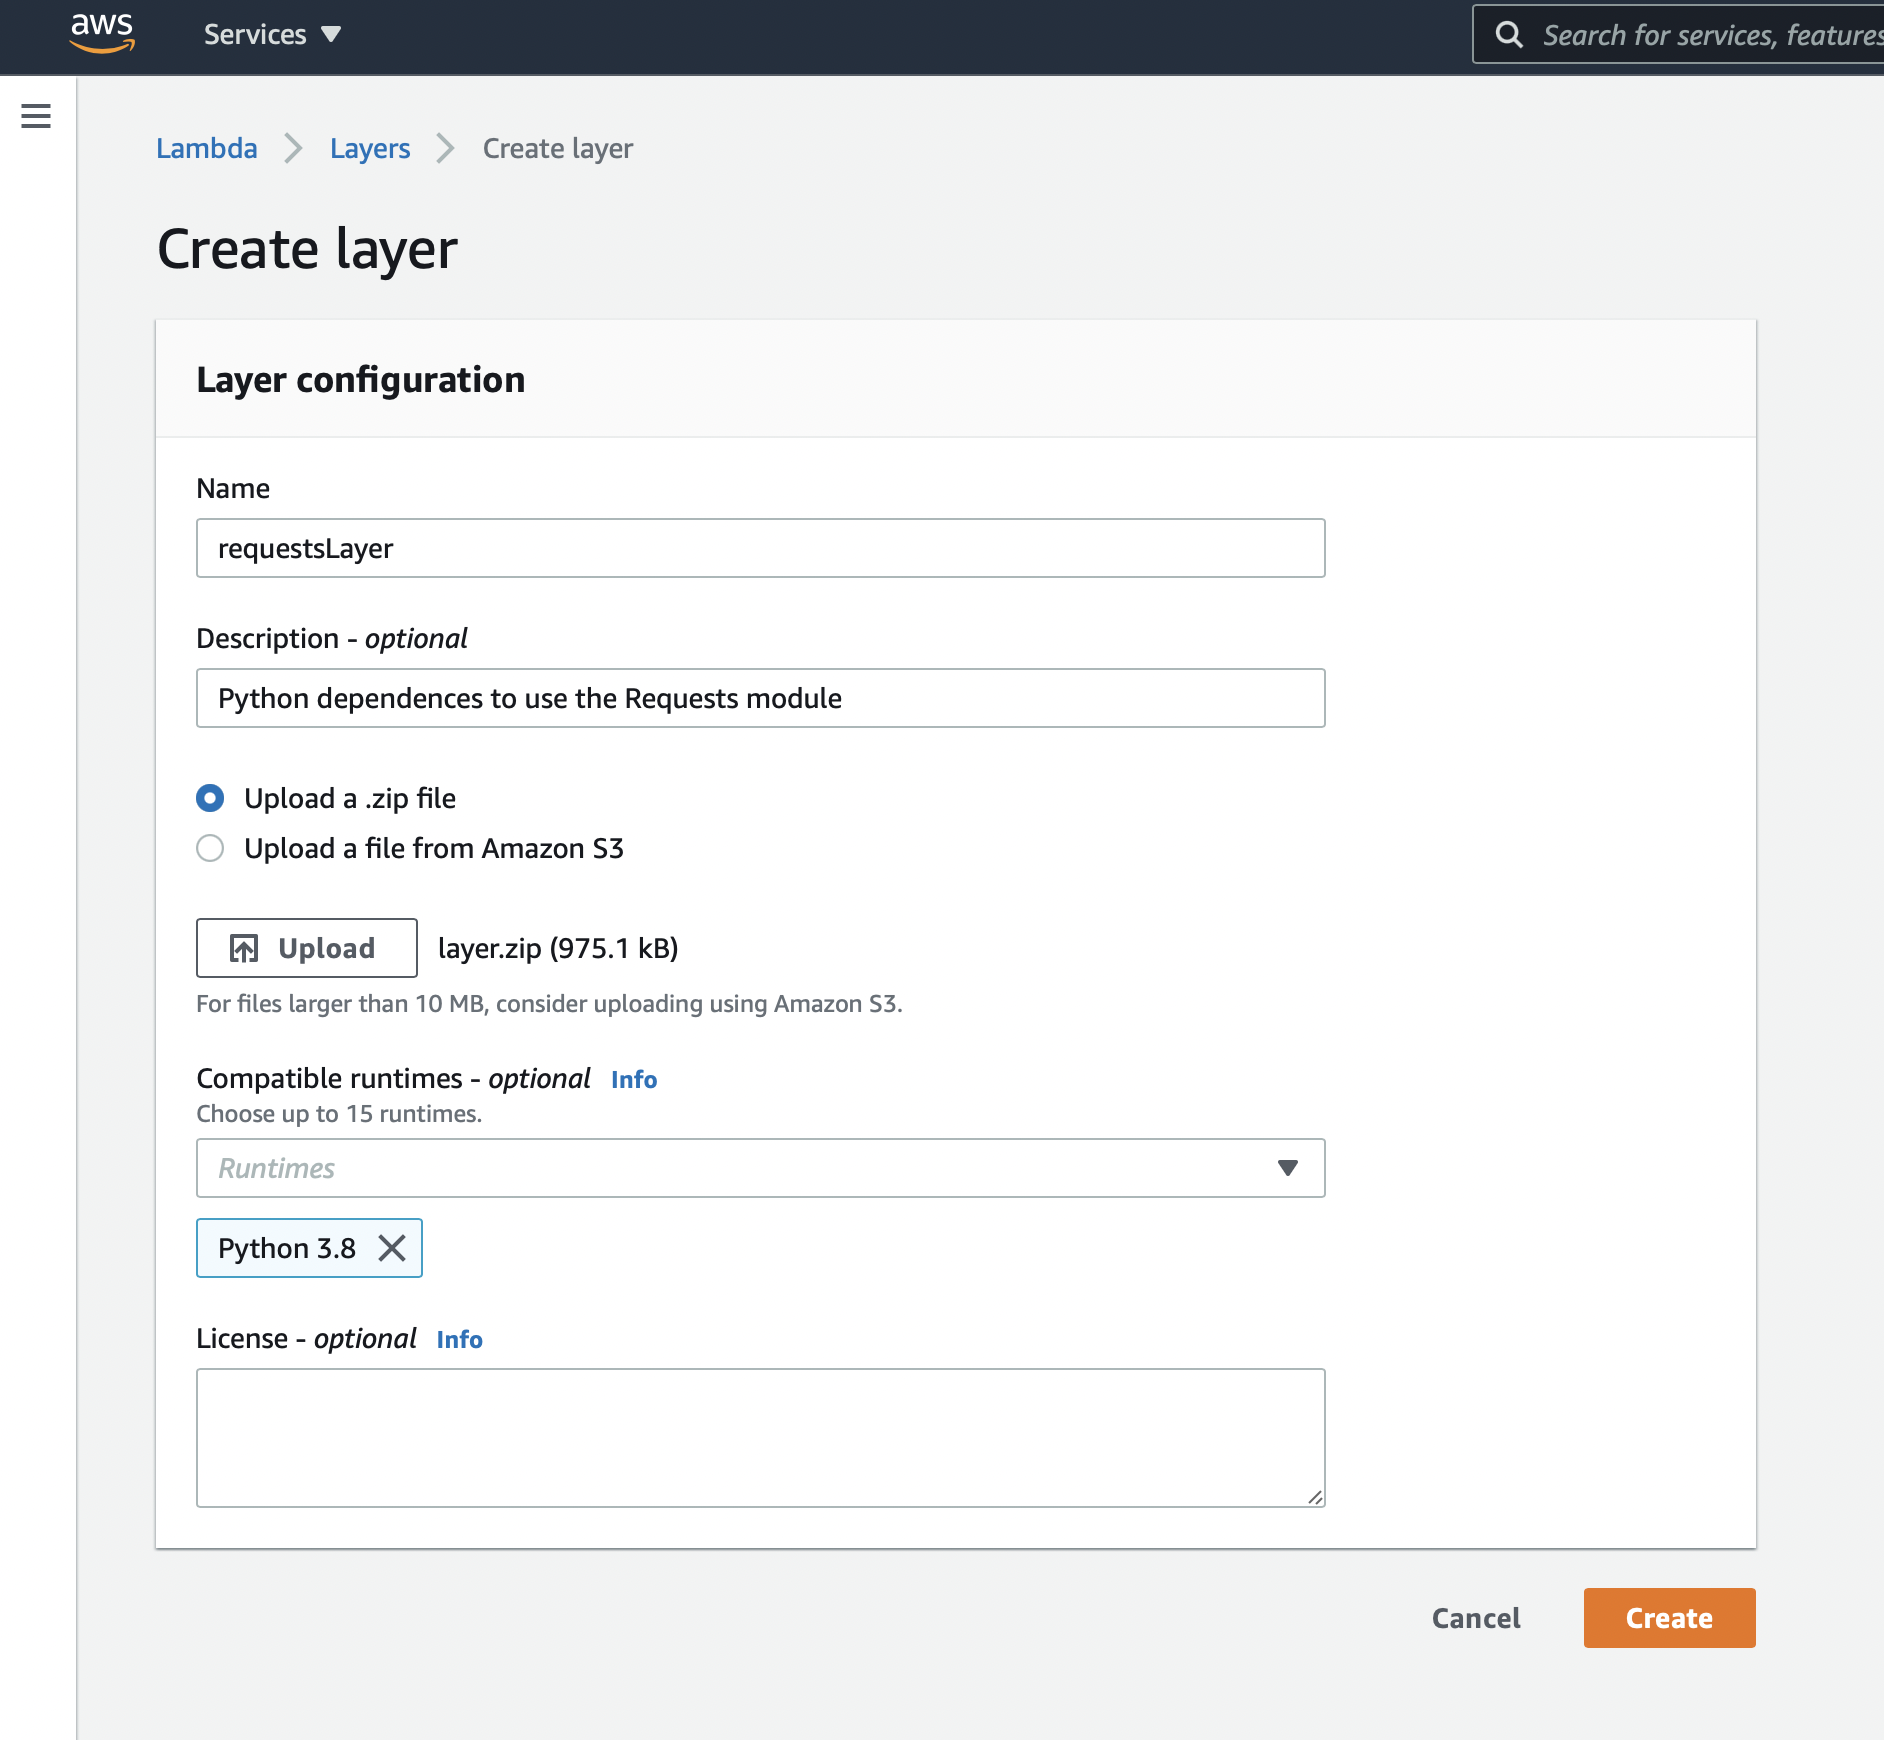 aws Services Search for services, features
Lambda Layers Create layer
Create layer
Layer configuration
Name
requestsLayer
Description - optional
Python dependences to use the Requests module
Upload a .zip file
Upload a file from Amazon S3
Upload layer.zip (975.1 kB)
For files larger than 10 MB, consider uploading using Amazon S3.
Compatible runtimes - optional Info
Choose up to 15 runtimes.
Runtimes
Python 3.8
License - optional Info
Cancel Create